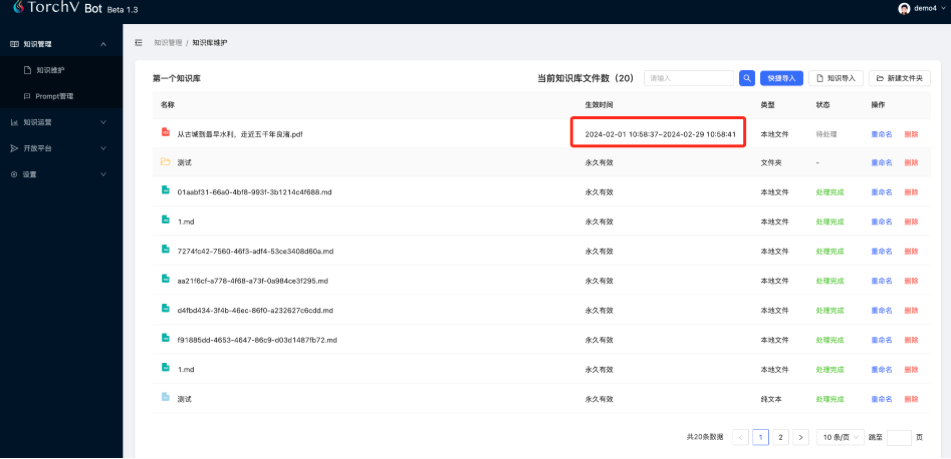 TorchV Bot Beta 1.3
demo4
知识管理
知识维护
Prompt管理
知识运营
开放平台
设置
知识管理 / 知识库维护
第一个知识库 当前知识库文件数（20） 请输入 快捷导入 知识导入 新建文件夹
名称 生效时间 类型 状态 操作
从古城到最早水利，走近五千年良渚.pdf 2024-02-01 10:58:37~2024-02-29 10:58:41 本地文件 待处理 重命名 删除
测试 永久有效 文件夹 - 重命名 删除
01aabf31-66a0-4bf8-993f-3b1214c4f688.md 永久有效 本地文件 处理完成 重命名 删除
1.md 永久有效 本地文件 处理完成 重命名 删除
7274fc42-7560-46f3-adf4-53ce3408d60a.md 永久有效 本地文件 处理完成 重命名 删除
aa21f6cf-a778-4f68-a73f-0a984ce3f295.md 永久有效 本地文件 处理完成 重命名 删除
d4fbd434-3f4b-46ec-86f0-a232627c6cdd.md 永久有效 本地文件 处理完成 重命名 删除
f91885dd-4653-4647-86c9-d03d1487fb72.md 永久有效 本地文件 处理完成 重命名 删除
1.md 永久有效 本地文件 处理完成 重命名 删除
测试 永久有效 纯文本 处理完成 重命名 删除
共20条数据 < 1 2 > 10 条/页 跳至 页